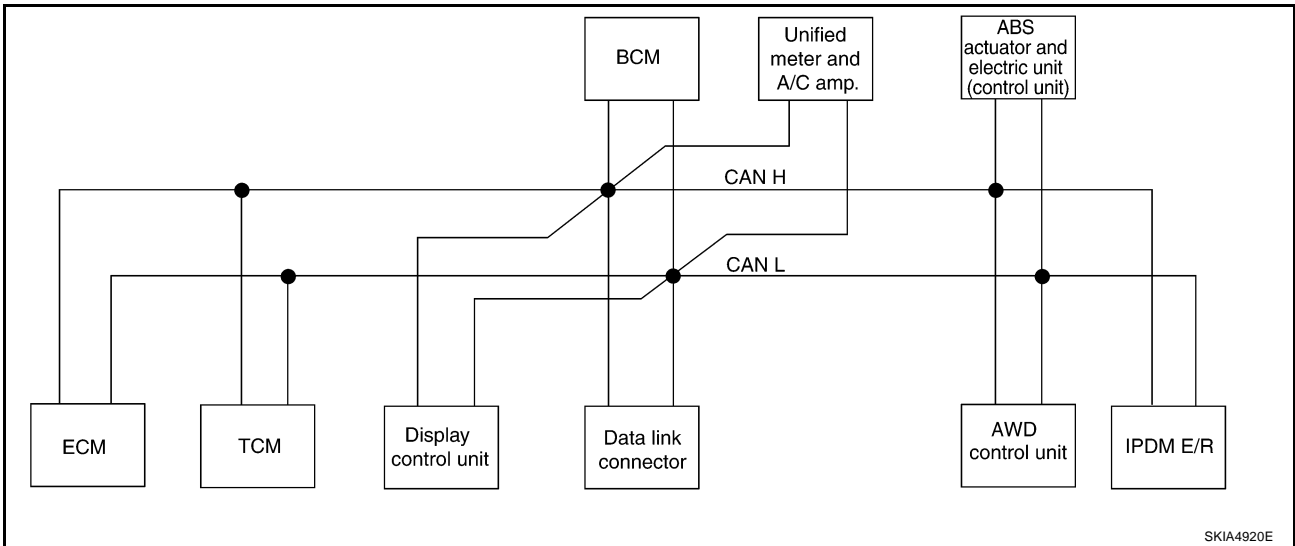 BCM
Unified
meter and
A/C amp.
ABS
actuator and
electric unit
(control unit)
CAN H
CAN L
ECM
TCM
Display
control unit
Data link
connector
AWD
control unit
IPDM E/R
SKIA4920E